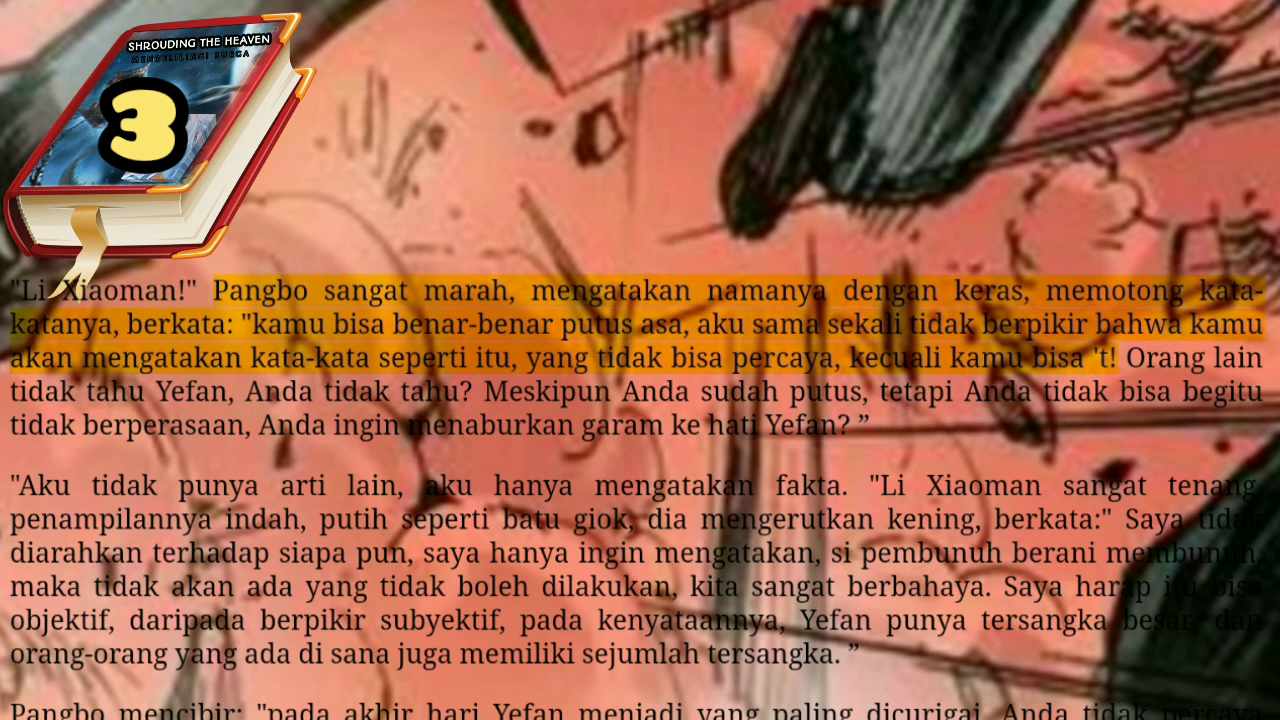 SHROUDING THE HEAVEN
MENGELILINGI SURGA
3
"Li Xiaoman!" Pangbo sangat marah, mengatakan namanya dengan keras, memotong kata-
katanya, berkata: "kamu bisa benar-benar putus asa, aku sama sekali tidak berpikir bahwa kamu
akan mengatakan kata-kata seperti itu, yang tidak bisa percaya, kecuali kamu bisa 't! Orang lain
tidak tahu Yefan, Anda tidak tahu? Meskipun Anda sudah putus, tetapi Anda tidak bisa begitu
tidak berperasaan, Anda ingin menaburkan garam ke hati Yefan? ”
"Aku tidak punya arti lain, aku hanya mengatakan fakta. "Li Xiaoman sangat tenang,
penampilannya indah, putih seperti batu giok, dia mengerutkan kening, berkata:" Saya tidak
diarahkan terhadap siapa pun, saya hanya ingin mengatakan, si pembunuh berani membunuh,
maka tidak akan ada yang tidak boleh dilakukan, kita sangat berbahaya. Saya harap itu bisa
objektif, daripada berpikir subyektif, pada kenyataannya, Yefan punya tersangka besar, dan
orang-orang yang ada di sana juga memiliki sejumlah tersangka. ”
Pangbo mencibir: "pada akhir hari Yefan menjadi yang paling dicurigai. Anda tidak percaya